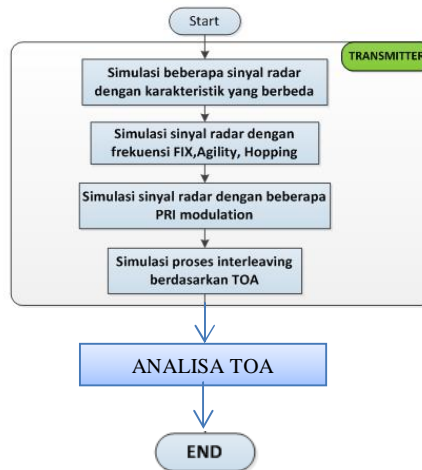 Start
TRANSMITTER
Simulasi beberapa sinyal radar
dengan karakteristik yang berbeda
Simulasi sinyal radar dengan
frekuensi FIX,Agility, Hopping
Simulasi sinyal radar dengan beberapa
PRI modulation
Simulasi proses interleaving
berdasarkan TOA
ANALISA TOA
END